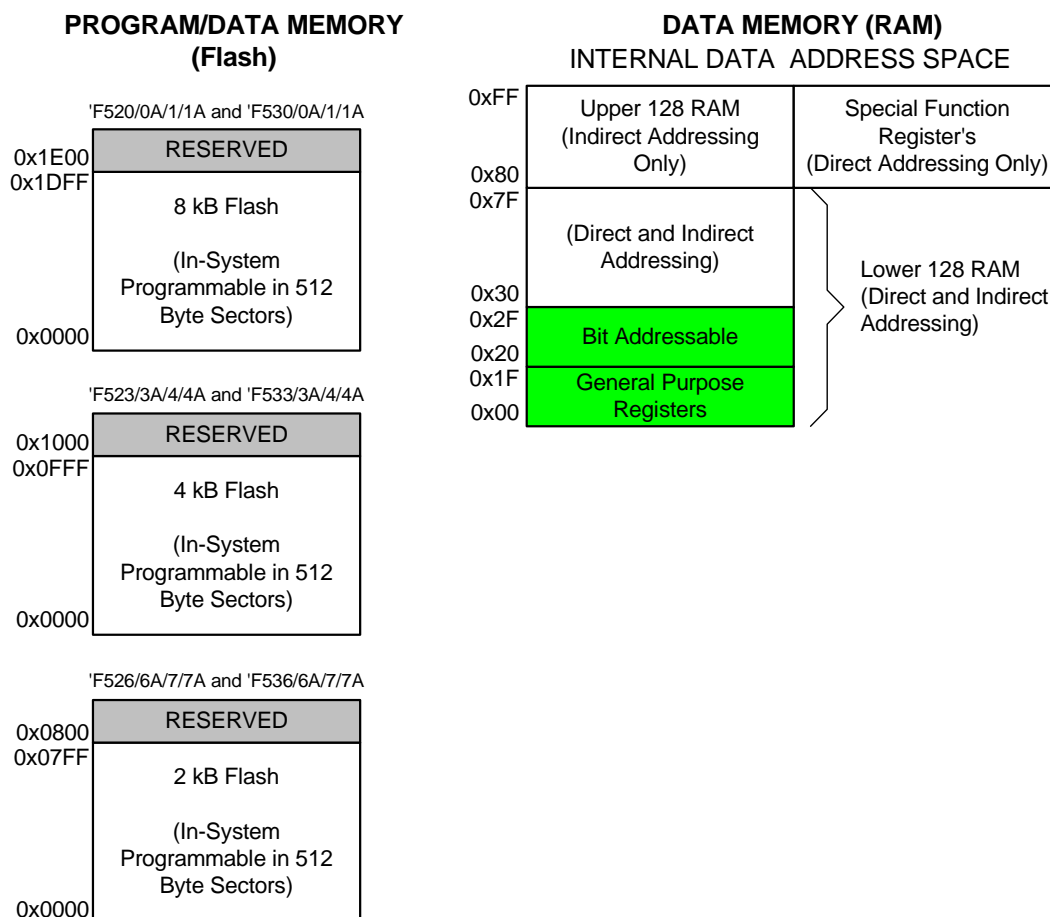 PROGRAM/DATA MEMORY
(Flash)
'F520/0A/1/1A and 'F530/0A/1/1A
RESERVED
0x1E00
0x1DFF
8 kB Flash
(In-System
Programmable in 512
Byte Sectors)
0x0000
'F523/3A/4/4A and 'F533/3A/4/4A
RESERVED
0x1000
0x0FFF
4 kB Flash
(In-System
Programmable in 512
Byte Sectors)
0x0000
'F526/6A/7/7A and 'F536/6A/7/7A
RESERVED
0x0800
0x07FF
2 kB Flash
(In-System
Programmable in 512
Byte Sectors)
0x0000
DATA MEMORY (RAM)
INTERNAL DATA ADDRESS SPACE
0xFF
Upper 128 RAM
(Indirect Addressing
Only)
0x80
Special Function
Register's
(Direct Addressing Only)
0x7F
(Direct and Indirect
Addressing)
0x30
Lower 128 RAM
(Direct and Indirect
Addressing)
0x2F
Bit Addressable
0x20
0x1F
General Purpose
Registers
0x00